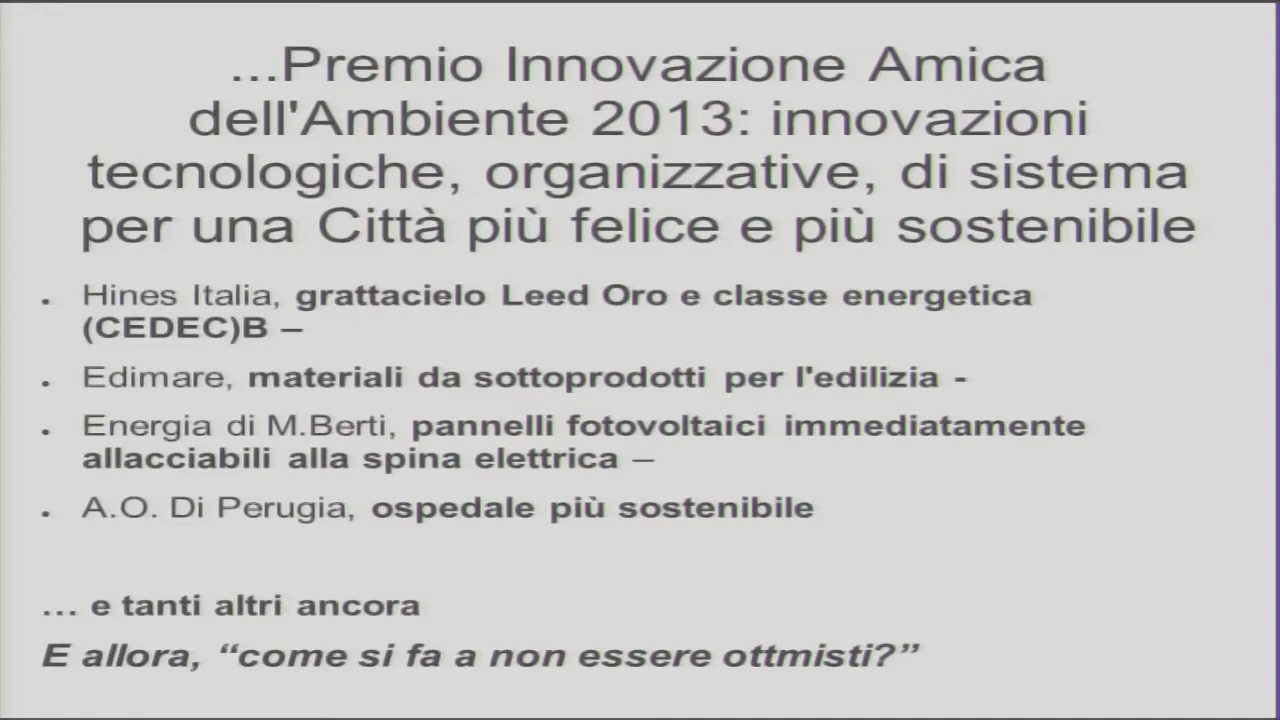 ...Premio Innovazione Amica
dell'Ambiente 2013: innovazioni
tecnologiche, organizzative, di sistema
per una Città più felice e più sostenibile
. Hines Italia, grattacielo Leed Oro e classe energetica
(CEDEC)B –
. Edimare, materiali da sottoprodotti per l'edilizia -
. Energia di M.Berti, pannelli fotovoltaici immediatamente
allacciabili alla spina elettrica –
. A.O. Di Perugia, ospedale più sostenibile
... e tanti altri ancora
E allora, “come si fa a non essere ottmisti?”